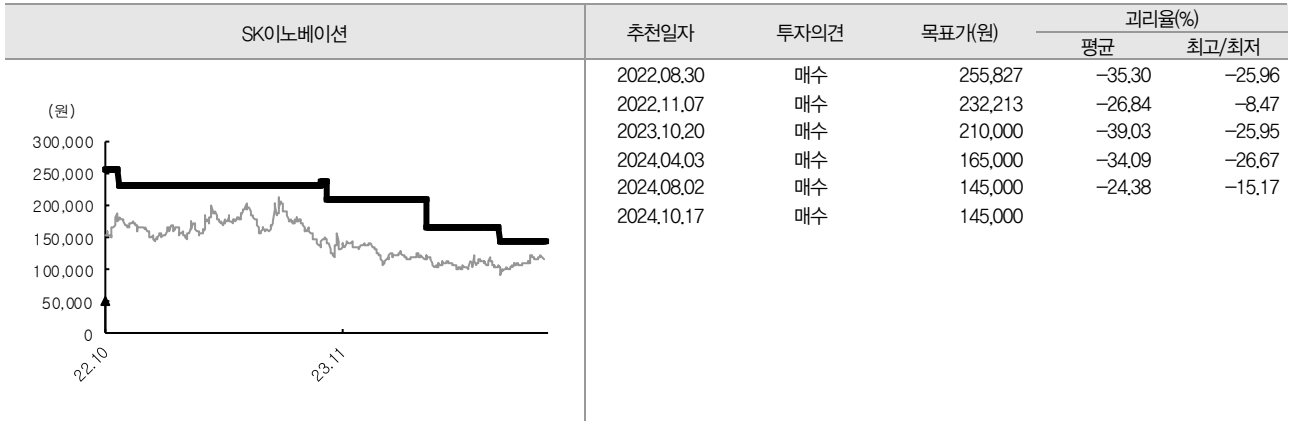 SK이노베이션
(원)
300,000
250,000
200,000
150,000
100,000
50,000
0
22.10
23.11
추천일자 투자의견 목표가(원) 괴리율(%)
평균 최고/최저
2022.08.30 매수 255,827 -35.30 -25.96
2022.11.07 매수 232,213 -26.84 -8.47
2023.10.20 매수 210,000 -39.03 -25.95
2024.04.03 매수 165,000 -34.09 -26.67
2024.08.02 매수 145,000 -24.38 -15.17
2024.10.17 매수 145,000